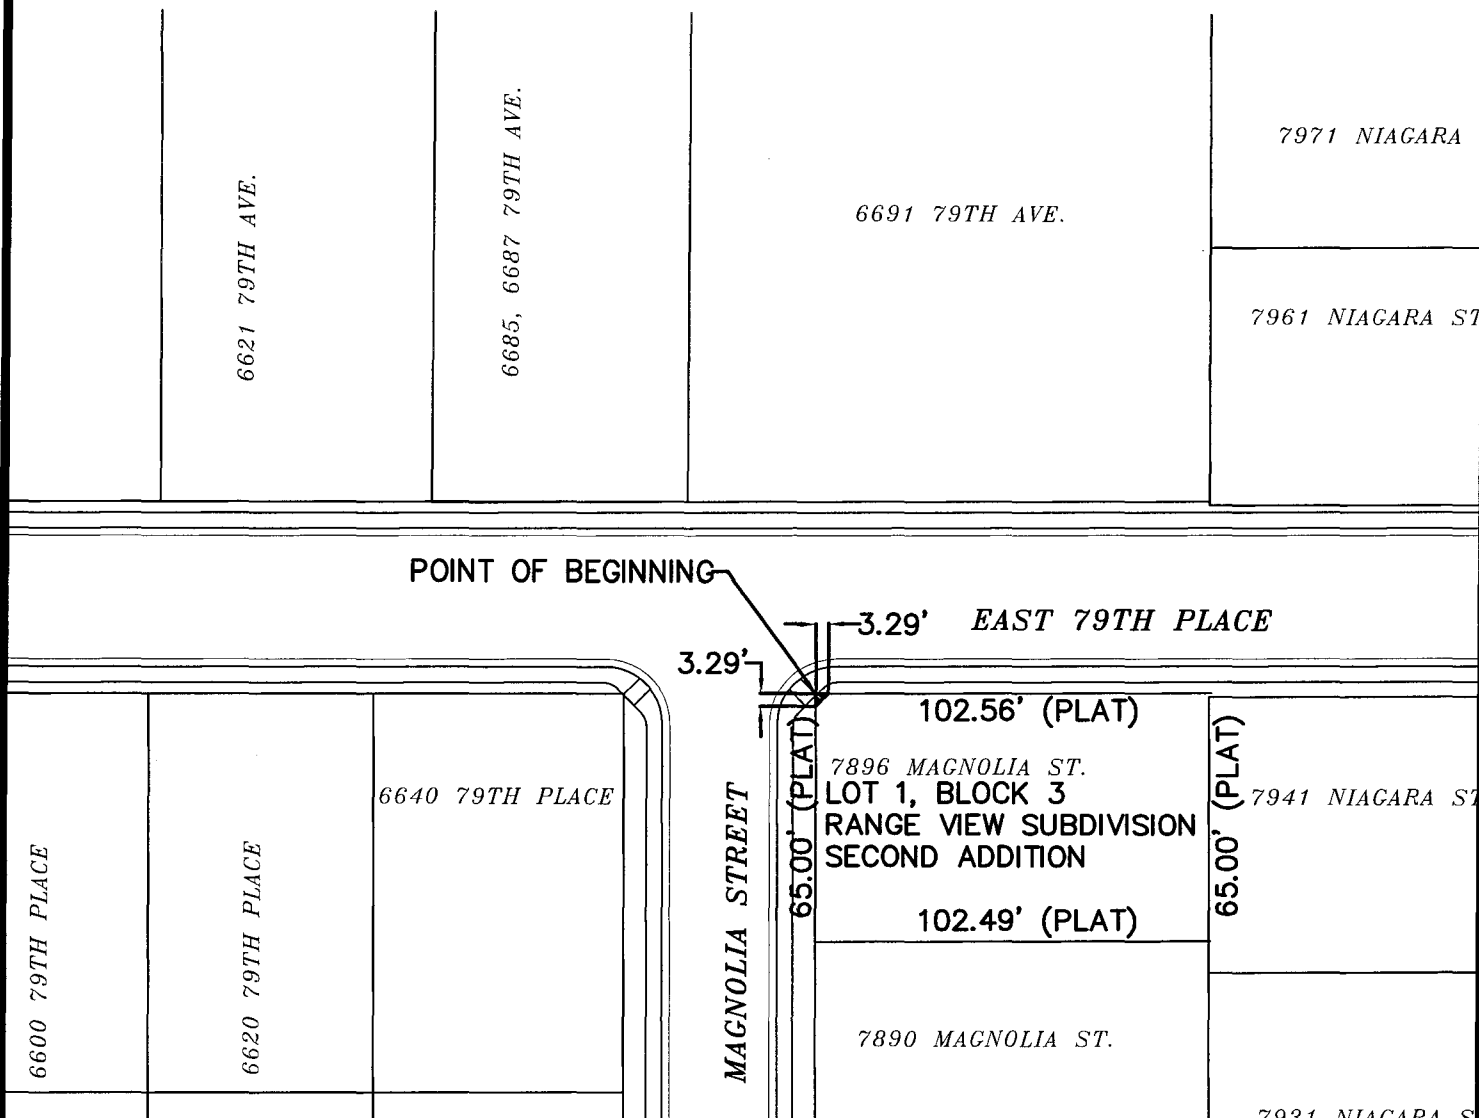 7971 NIAGARA
6621 79TH AVE.
6685, 6687 79TH AVE.
6691 79TH AVE.
7961 NIAGARA ST
POINT OF BEGINNING
3.29'
EAST 79TH PLACE
3.29'
102.56' (PLAT)
65.00' (PLAT)
7896 MAGNOLIA ST.
LOT 1, BLOCK 3
RANGE VIEW SUBDIVISION
SECOND ADDITION
65.00' (PLAT)
7941 NIAGARA ST
6640 79TH PLACE
6600 79TH PLACE
6620 79TH PLACE
MAGNOLIA STREET
102.49' (PLAT)
7890 MAGNOLIA ST.
7931 NIAGARA S